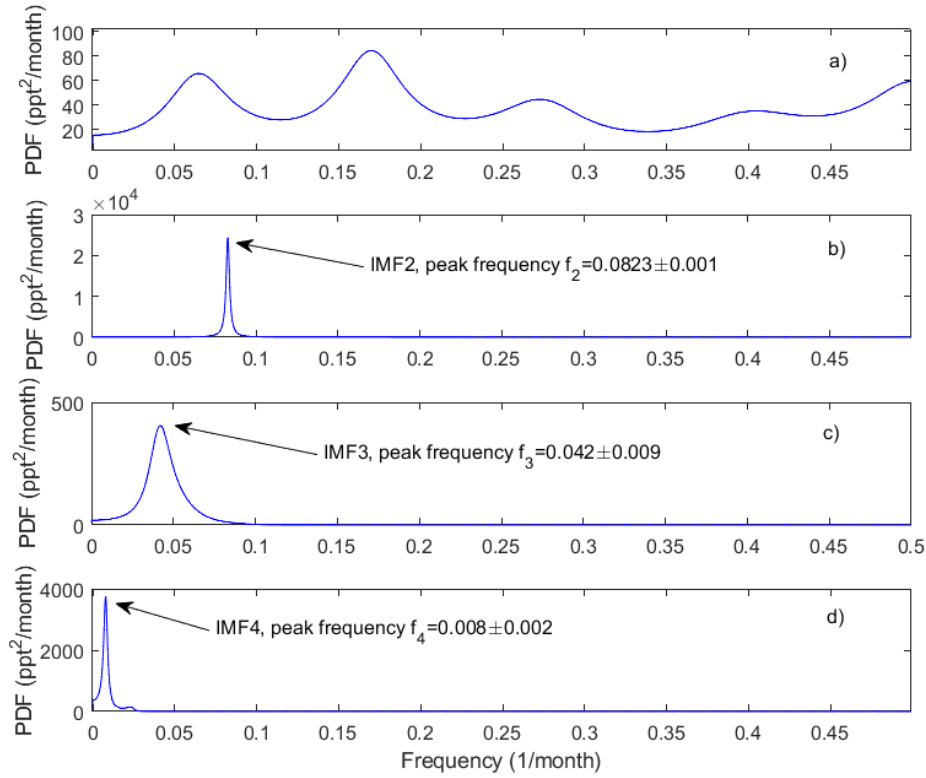 PDF (ppt²/month)
100
80
60
40
20
a)
0 0.05 0.1 0.15 0.2 0.25 0.3 0.35 0.4 0.45
PDF (ppt²/month)
×10⁴
3
2
1
0
b)
IMF2, peak frequency f₂=0.0823±0.001
0 0.05 0.1 0.15 0.2 0.25 0.3 0.35 0.4 0.45
PDF (ppt²/month)
500
0
c)
IMF3, peak frequency f₃=0.042±0.009
0 0.05 0.1 0.15 0.2 0.25 0.3 0.35 0.4 0.45 0.5
PDF (ppt²/month)
4000
2000
0
d)
IMF4, peak frequency f₄=0.008±0.002
0 0.05 0.1 0.15 0.2 0.25 0.3 0.35 0.4 0.45
Frequency (1/month)